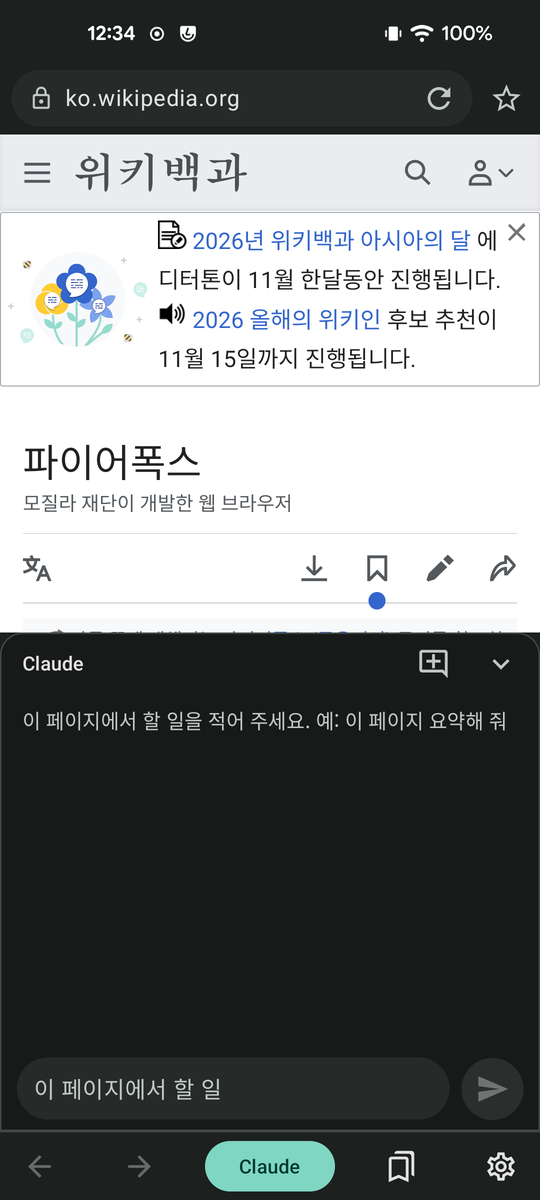 12:34
100%
ko.wikipedia.org
위키백과
2026년 위키백과 아시아의 달 에
디터톤이 11월 한달동안 진행됩니다.
2026 올해의 위키인 후보 추천이
11월 15일까지 진행됩니다.
파이어폭스
모질라 재단이 개발한 웹 브라우저
Claude
이 페이지에서 할 일을 적어 주세요. 예: 이 페이지 요약해 줘
이 페이지에서 할 일
Claude